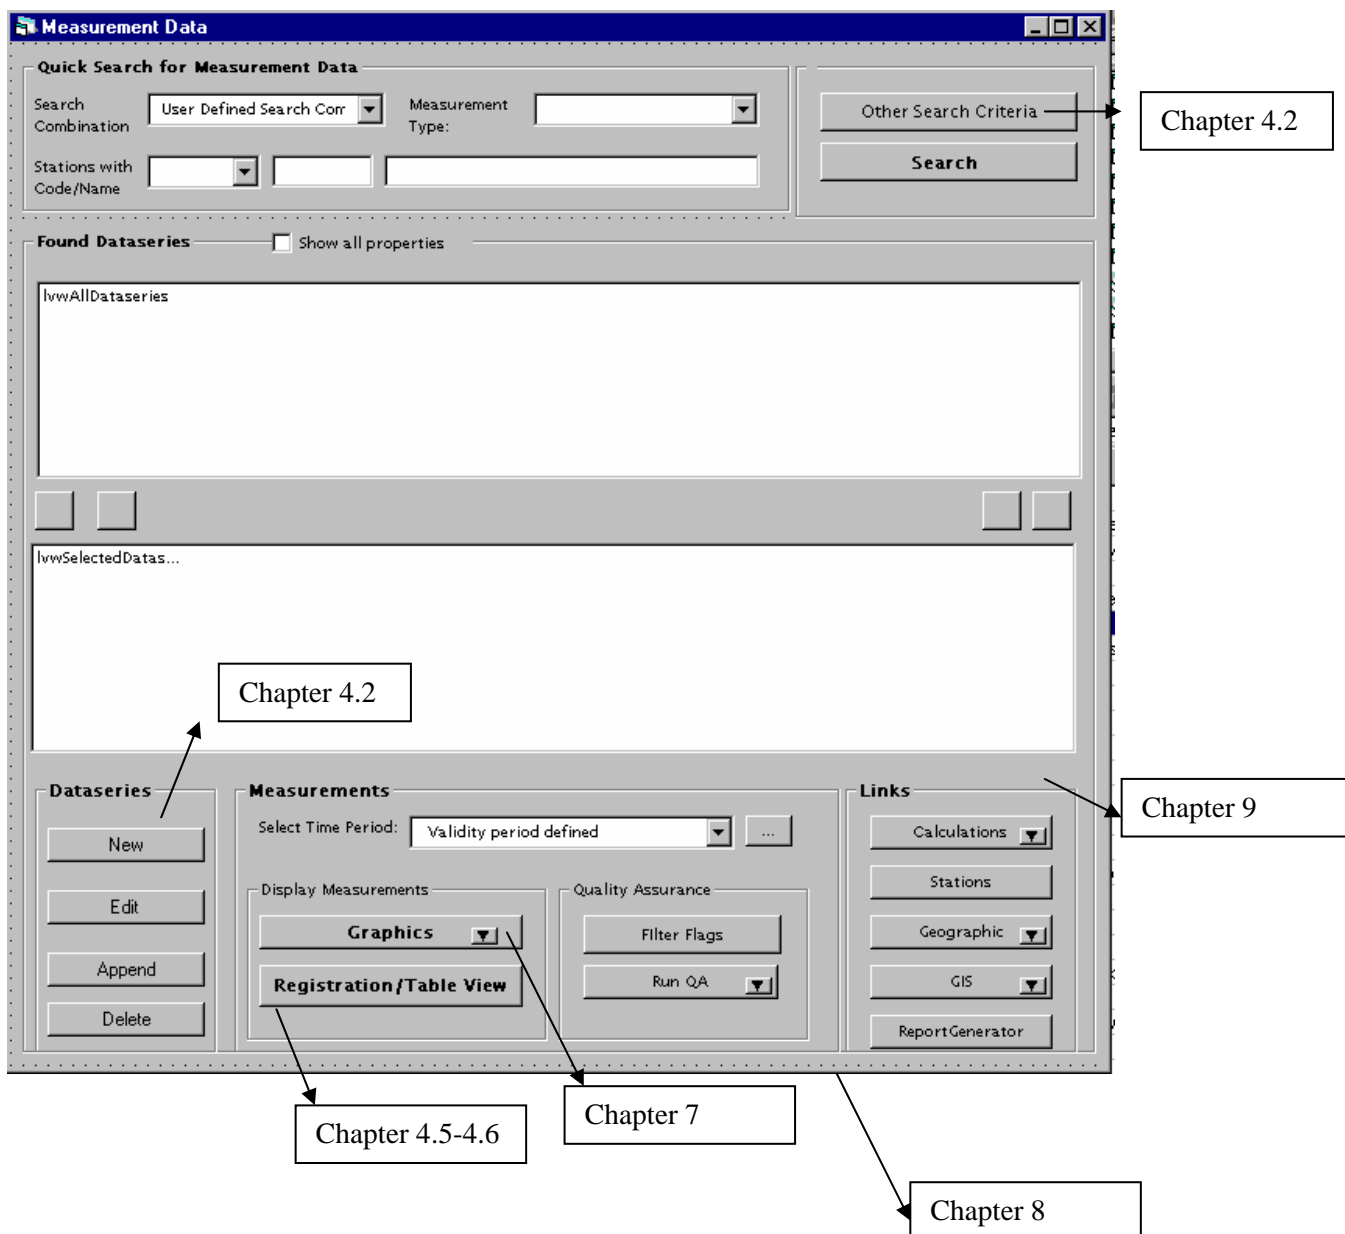 Measurement Data
Quick Search for Measurement Data
Search
Combination
User Defined Search Com
Measurement
Type:
Other Search Criteria
Chapter 4.2
Search
Stations with
Code/Name
Found Dataseries
Show all properties
lvwAllDataseries
lvwSelectedDatas...
Chapter 4.2
Dataseries
Measurements
Links
Chapter 9
Select Time Period:
Validity period defined
...
New
Edit
Append
Delete
Display Measurements
Graphics
Registration/Table View
Quality Assurance
FIlter Flags
Run QA
Calculations
Stations
Geographic
GIS
ReportGenerator
Chapter 4.5-4.6
Chapter 7
Chapter 8